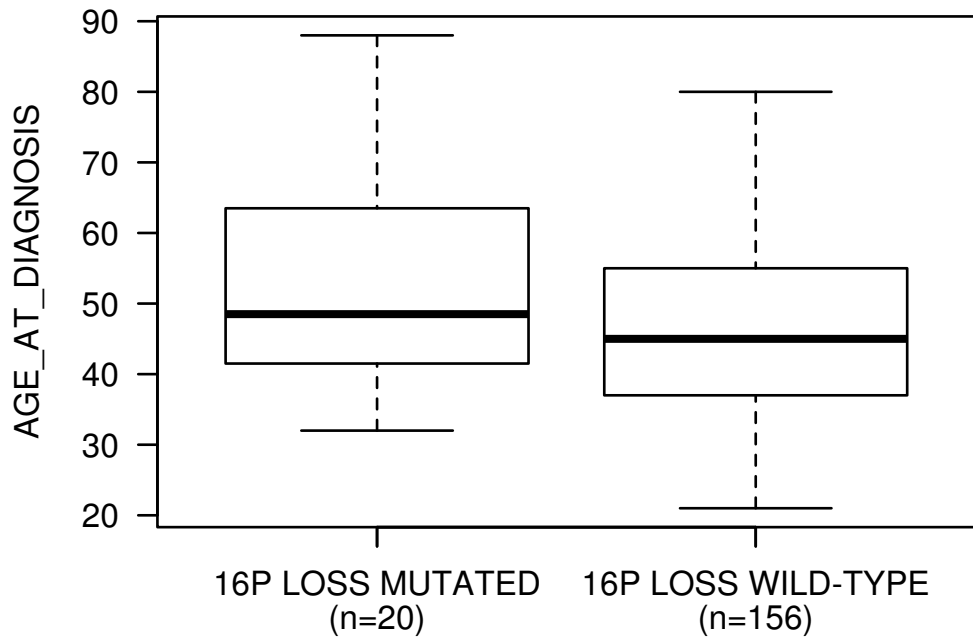 AGE_AT_DIAGNOSIS
90
80
70
60
50
40
30
20
16P LOSS MUTATED
(n=20)
16P LOSS WILD-TYPE
(n=156)